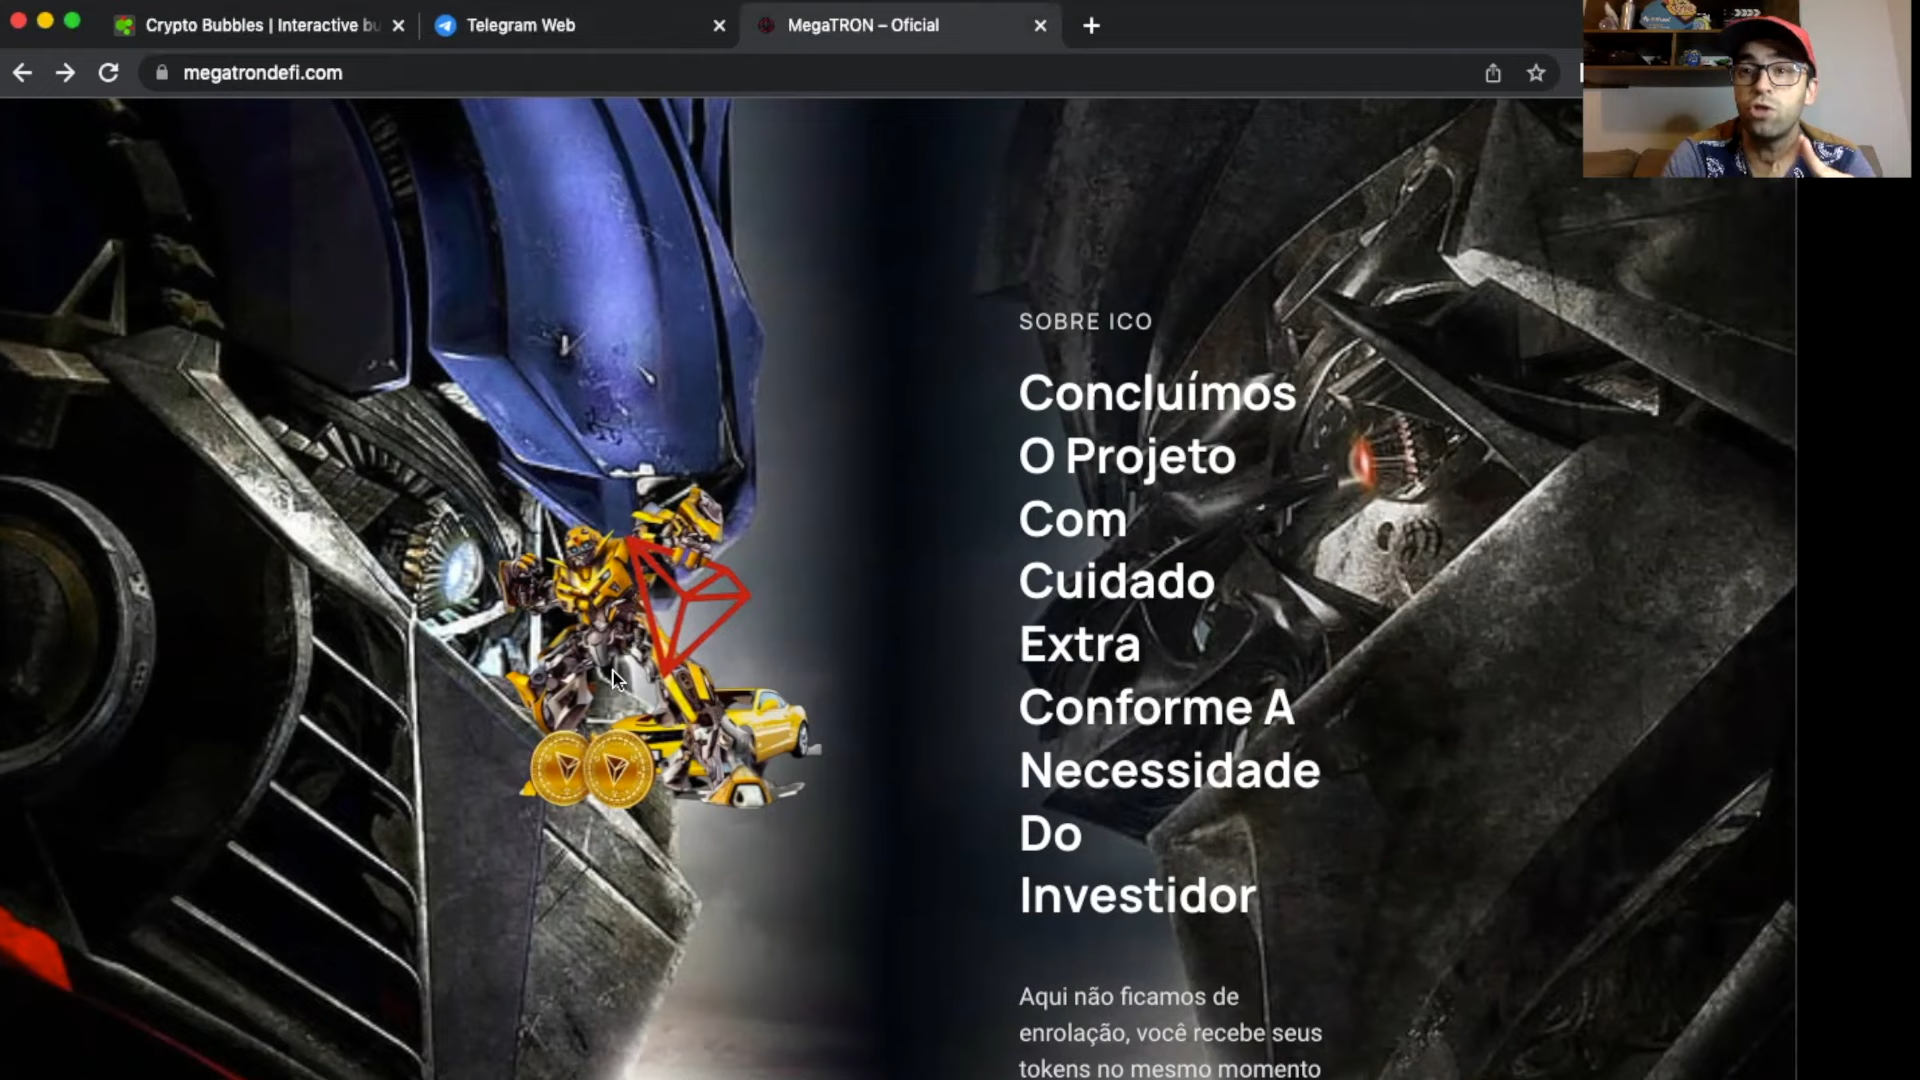 Crypto Bubbles | Interactive bu
Telegram Web
MegaTRON – Oficial
megatrondefi.com
SOBRE ICO
Concluímos
O Projeto
Com
Cuidado
Extra
Conforme A
Necessidade
Do
Investidor
Aqui não ficamos de
enrolação, você recebe seus
tokens no mesmo momento